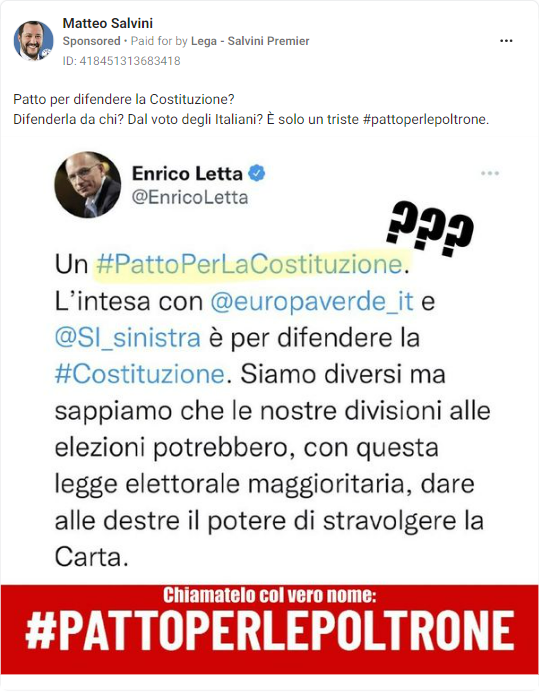 Matteo Salvini
Sponsored • Paid for by Lega - Salvini Premier
ID: 418451313683418
Patto per difendere la Costituzione?
Difenderla da chi? Dal voto degli Italiani? È solo un triste #pattoperlepoltrone.
Enrico Letta
@EnricoLetta
???
Un #PattoPerLaCostituzione.
L’intesa con @europaverde_it e
@SI_sinistra è per difendere la
#Costituzione. Siamo diversi ma
sappiamo che le nostre divisioni alle
elezioni potrebbero, con questa
legge elettorale maggioritaria, dare
alle destre il potere di stravolgere la
Carta.
Chiamatelo col vero nome:
#PATTOPERLEPOLTRONE